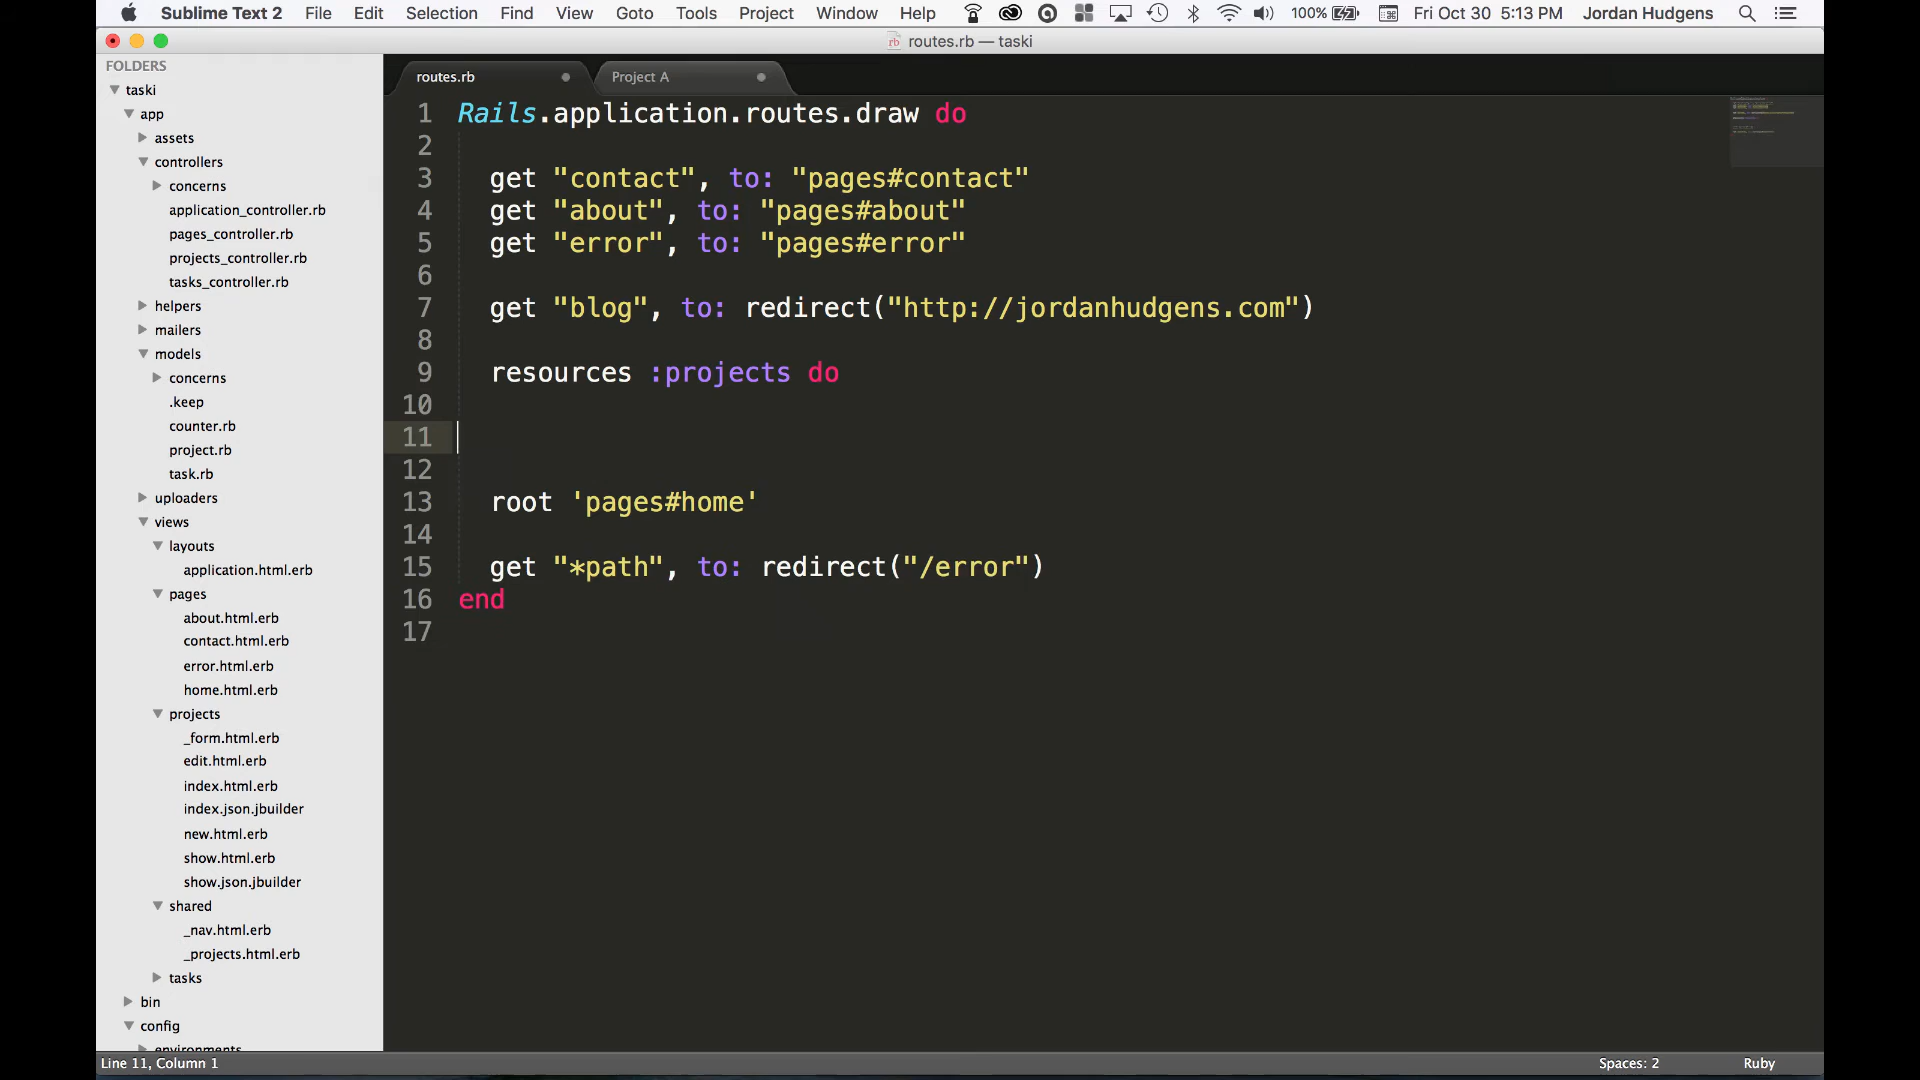 Sublime Text 2 File Edit Selection Find View Goto Tools Project Window Help 100% Fri Oct 30 5:13 PM Jordan Hudgens
routes.rb — taski
FOLDERS
taski
app
assets
controllers
concerns
application_controller.rb
pages_controller.rb
projects_controller.rb
tasks_controller.rb
helpers
mailers
models
concerns
.keep
counter.rb
project.rb
task.rb
uploaders
views
layouts
application.html.erb
pages
about.html.erb
contact.html.erb
error.html.erb
home.html.erb
projects
_form.html.erb
edit.html.erb
index.html.erb
index.json.jbuilder
new.html.erb
show.html.erb
show.json.jbuilder
shared
_nav.html.erb
_projects.html.erb
tasks
bin
config
environments
routes.rb Project A
1 Rails.application.routes.draw do
2
3 get "contact", to: "pages#contact"
4 get "about", to: "pages#about"
5 get "error", to: "pages#error"
6
7 get "blog", to: redirect("http://jordanhudgens.com")
8
9 resources :projects do
10
11
12
13 root 'pages#home'
14
15 get "*path", to: redirect("/error")
16 end
17
Line 11, Column 1 Spaces: 2 Ruby